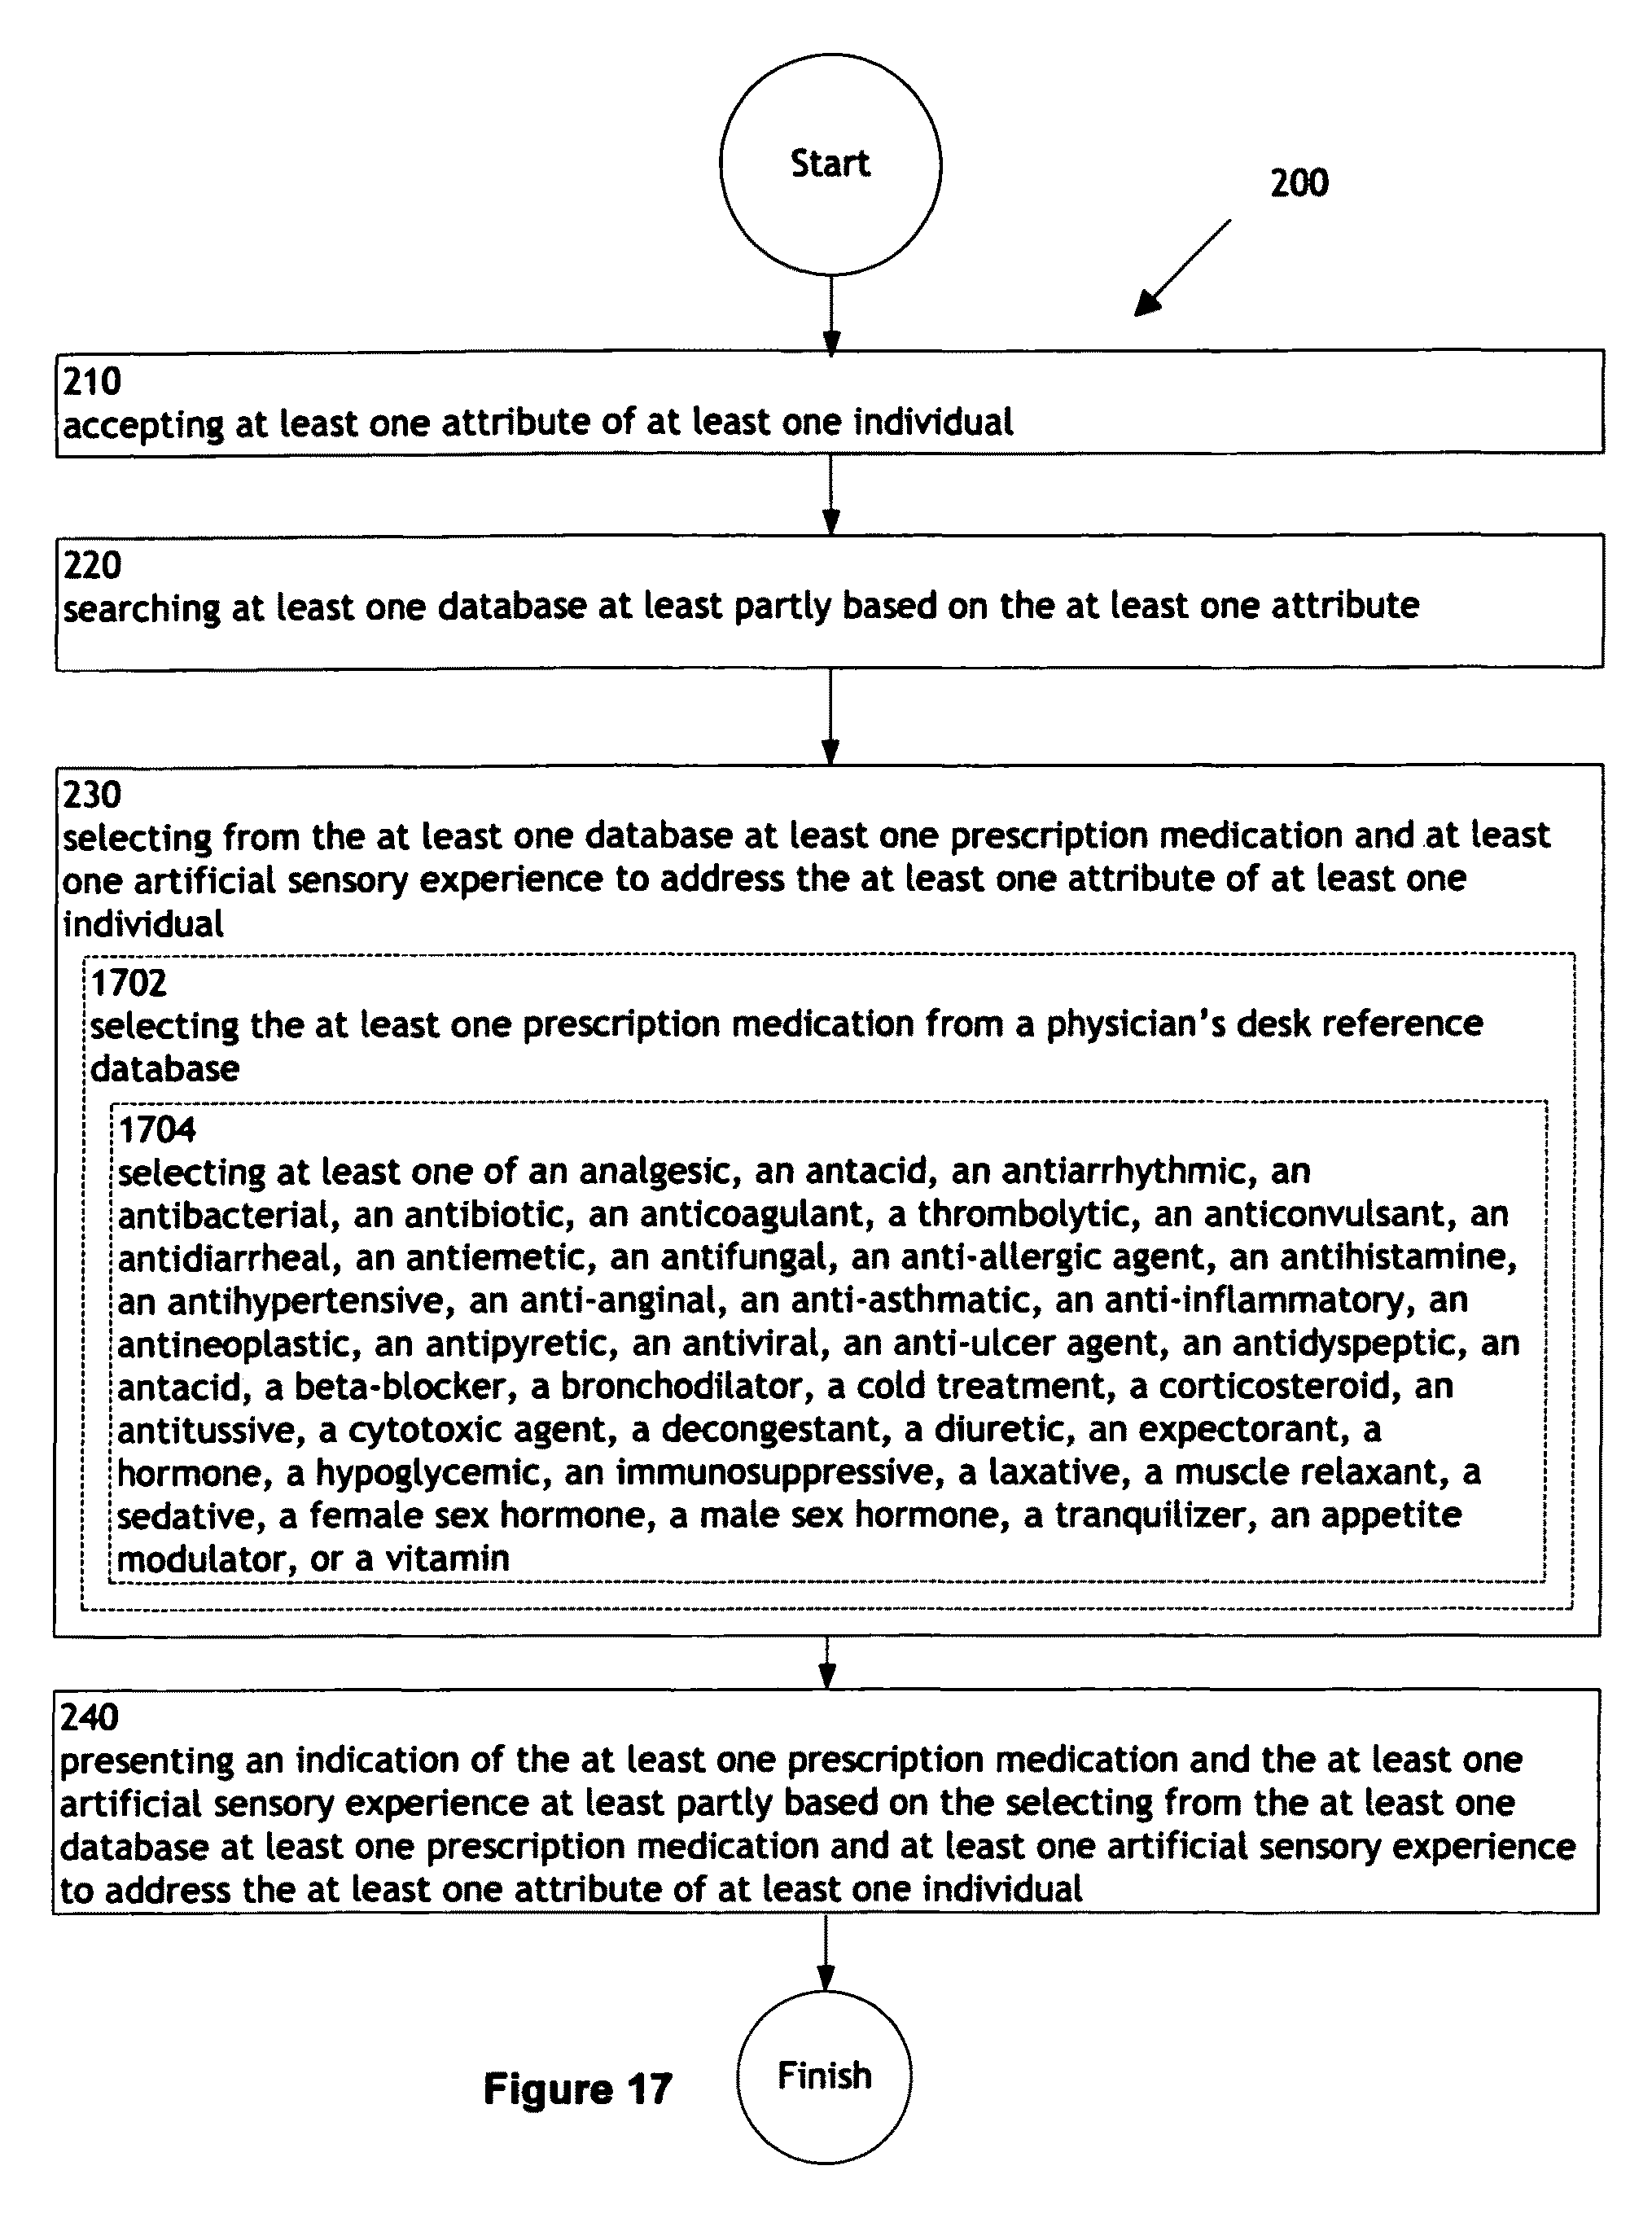 Start
200
210
accepting at least one attribute of at least one individual
220
searching at least one database at least partly based on the at least one attribute
230
selecting from the at least one database at least one prescription medication and at least
one artificial sensory experience to address the at least one attribute of at least one
individual
1702
selecting the at least one prescription medication from a physician's desk reference
database
1704
selecting at least one of an analgesic, an antacid, an antiarrhythmic, an
antibacterial, an antibiotic, an anticoagulant, a thrombolytic, an anticonvulsant, an
antidiarrheal, an antiemetic, an antifungal, an anti-allergic agent, an antihistamine,
an antihypertensive, an anti-anginal, an anti-asthmatic, an anti-inflammatory, an
antineoplastic, an antipyretic, an antiviral, an anti-ulcer agent, an antidyspeptic, an
antacid, a beta-blocker, a bronchodilator, a cold treatment, a corticosteroid, an
antitussive, a cytotoxic agent, a decongestant, a diuretic, an expectorant, a
hormone, a hypoglycemic, an immunosuppressive, a laxative, a muscle relaxant, a
sedative, a female sex hormone, a male sex hormone, a tranquilizer, an appetite
modulator, or a vitamin
240
presenting an indication of the at least one prescription medication and the at least one
artificial sensory experience at least partly based on the selecting from the at least one
database at least one prescription medication and at least one artificial sensory experience
to address the at least one attribute of at least one individual
Finish
Figure 17